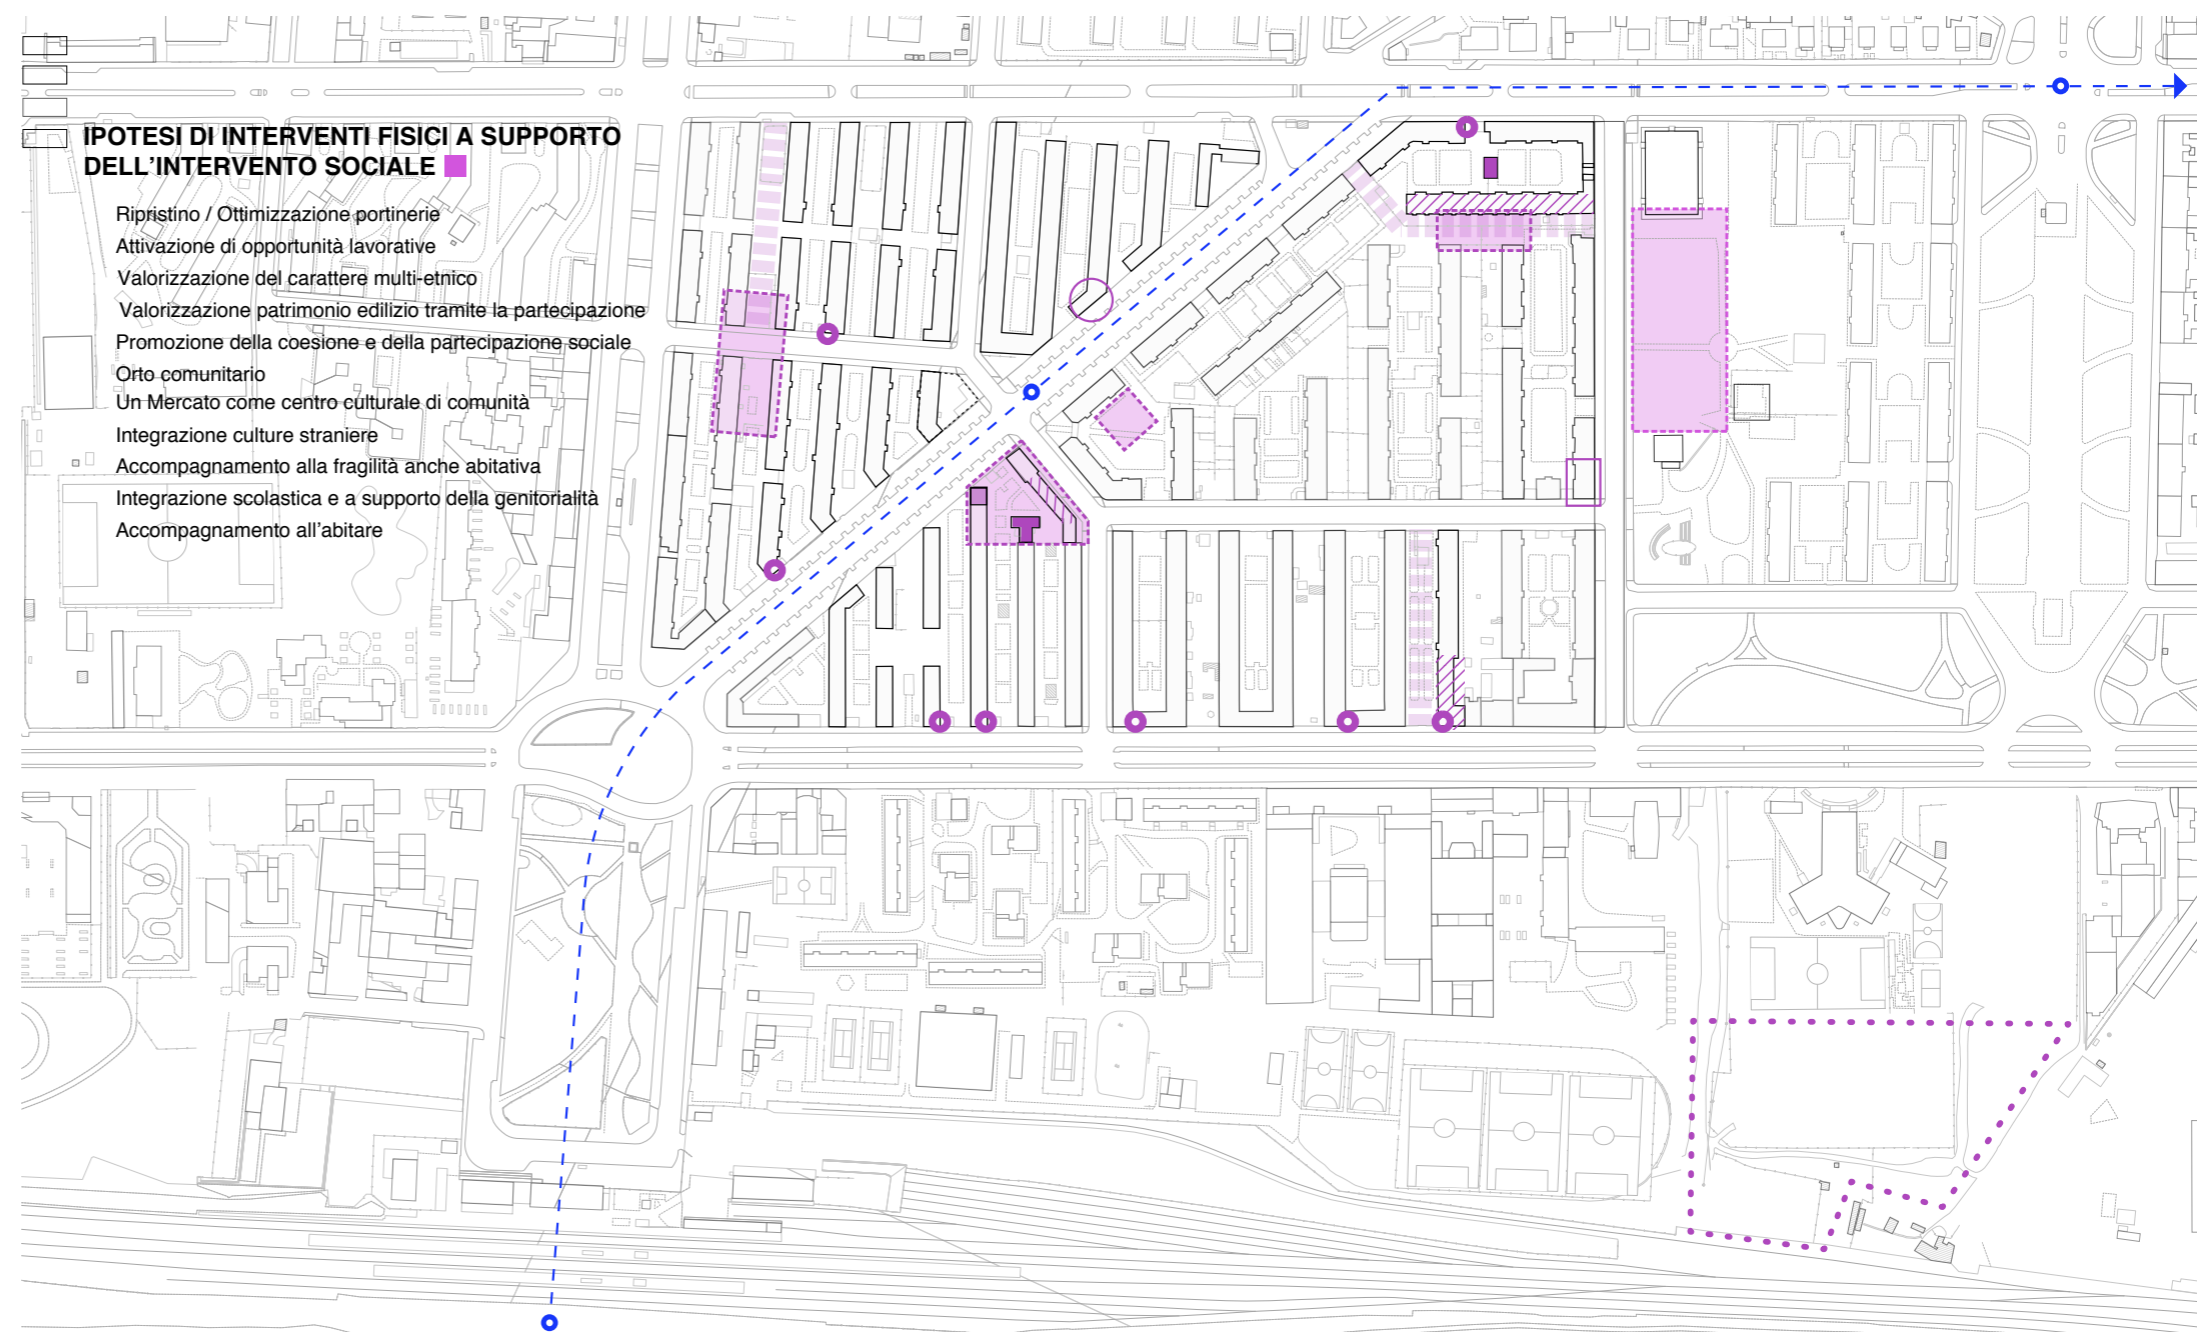 IPOTESI DI INTERVENTI FISICI A SUPPORTO
DELL'INTERVENTO SOCIALE
Ripristino / Ottimizzazione portinerie
Attivazione di opportunità lavorative
Valorizzazione del carattere multi-etnico
Valorizzazione patrimonio edilizio tramite la partecipazione
Promozione della coesione e della partecipazione sociale
Orto comunitario
Un Mercato come centro culturale di comunità
Integrazione culture straniere
Accompagnamento alla fragilità anche abitativa
Integrazione scolastica e a supporto della genitorialità
Accompagnamento all'abitare